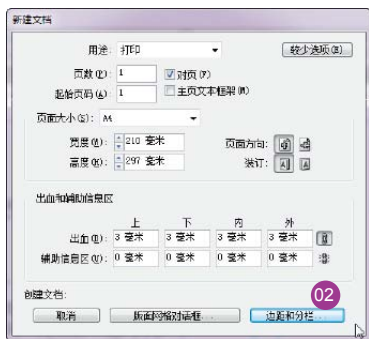 新建文档
用途: 打印
较少选项(O)
页数(P): 1 对页(F)
起始页码(A): 1 主页文本框架(M)
页面大小(S): A4
宽度(W): 210 毫米 页面方向:
高度(H): 297 毫米 装订:
出血和辅助信息区
上 下 内 外
出血(D): 3 毫米 3 毫米 3 毫米 3 毫米
辅助信息区(U): 0 毫米 0 毫米 0 毫米 0 毫米
创建文档:
02
取消 版面网格对话框... 边距和分栏...